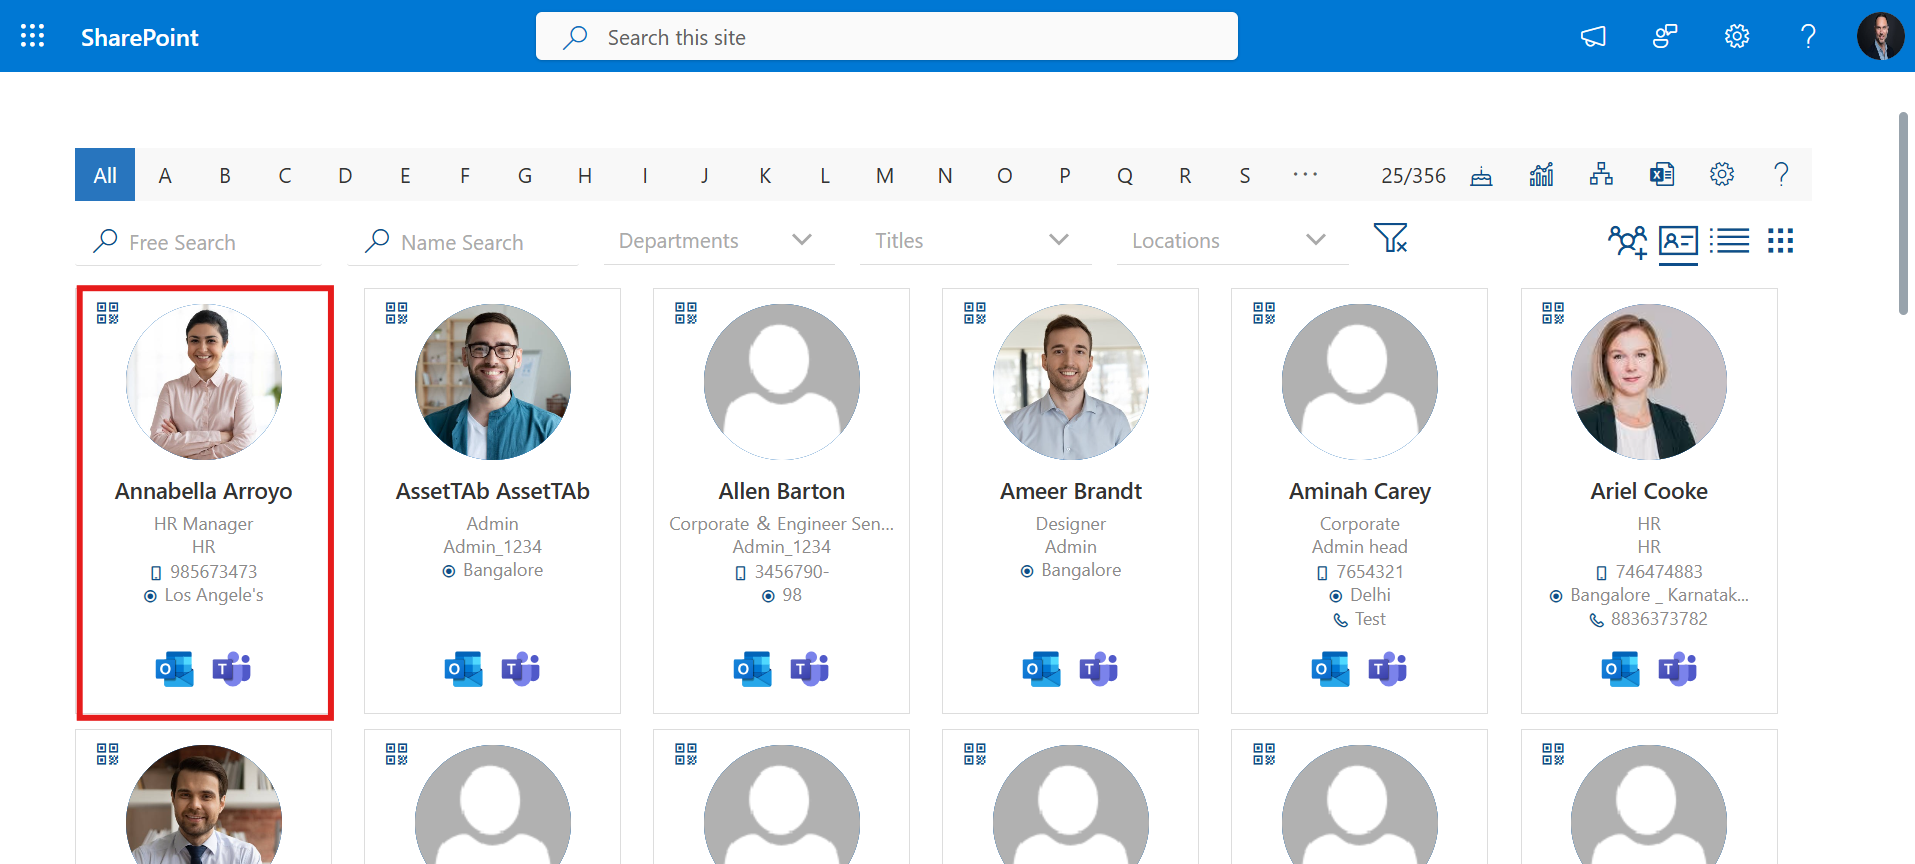 SharePoint
Search this site
All A B C D E F G H I J K L M N O P Q R S ··· 25/356
Free Search Name Search Departments Titles Locations
Annabella Arroyo
HR Manager
HR
985673473
Los Angele's
AssetTAb AssetTAb
Admin
Admin_1234
Bangalore
Allen Barton
Corporate & Engineer Sen...
Admin_1234
3456790-
98
Ameer Brandt
Designer
Admin
Bangalore
Aminah Carey
Corporate
Admin head
7654321
Delhi
Test
Ariel Cooke
HR
HR
746474883
Bangalore _ Karnatak...
8836373782